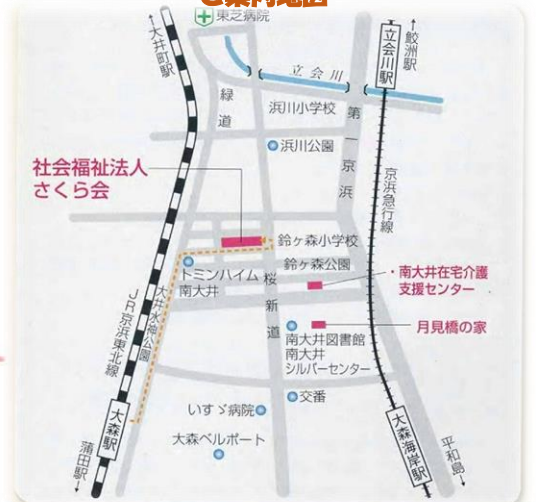 ご案内地図
東芝病院
↑大井町駅
↑鮫洲駅
立会川駅
立会川
緑道
浜川小学校
第一京浜
浜川公園
社会福祉法人
さくら会
京浜急行線
鈴ヶ森小学校
鈴ヶ森公園
トミンハイム
南大井
桜新道
・南大井在宅介護
支援センター
大井水神公園
JR京浜東北線
月見橋の家
南大井図書館
南大井
シルバーセンター
交番
いすゞ病院
大森ベルポート
大森駅
蒲田駅↓
大森海岸駅
平和島↓